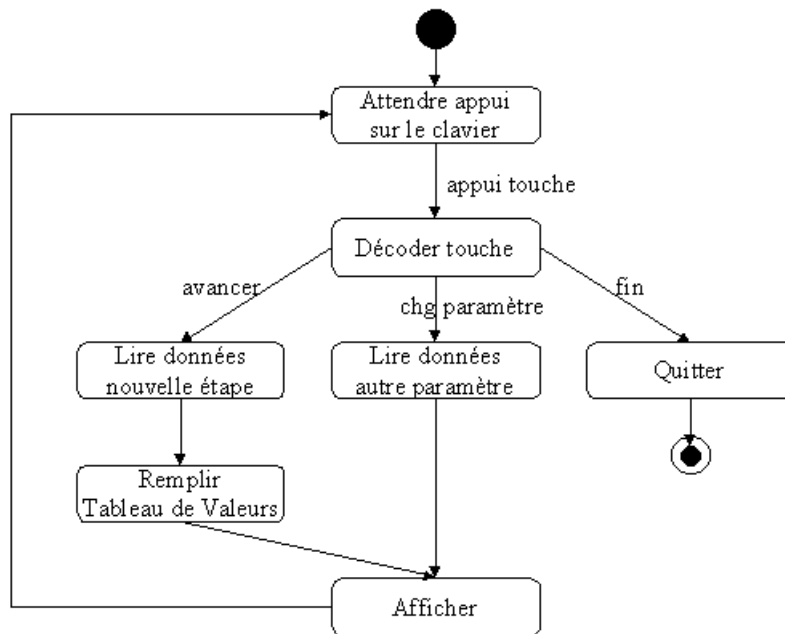 Attendre appui
sur le clavier
appui touche
Décoder touche
avancer
chg paramètre
fin
Lire données
nouvelle étape
Lire données
autre paramètre
Quitter
Remplir
Tableau de Valeurs
Afficher